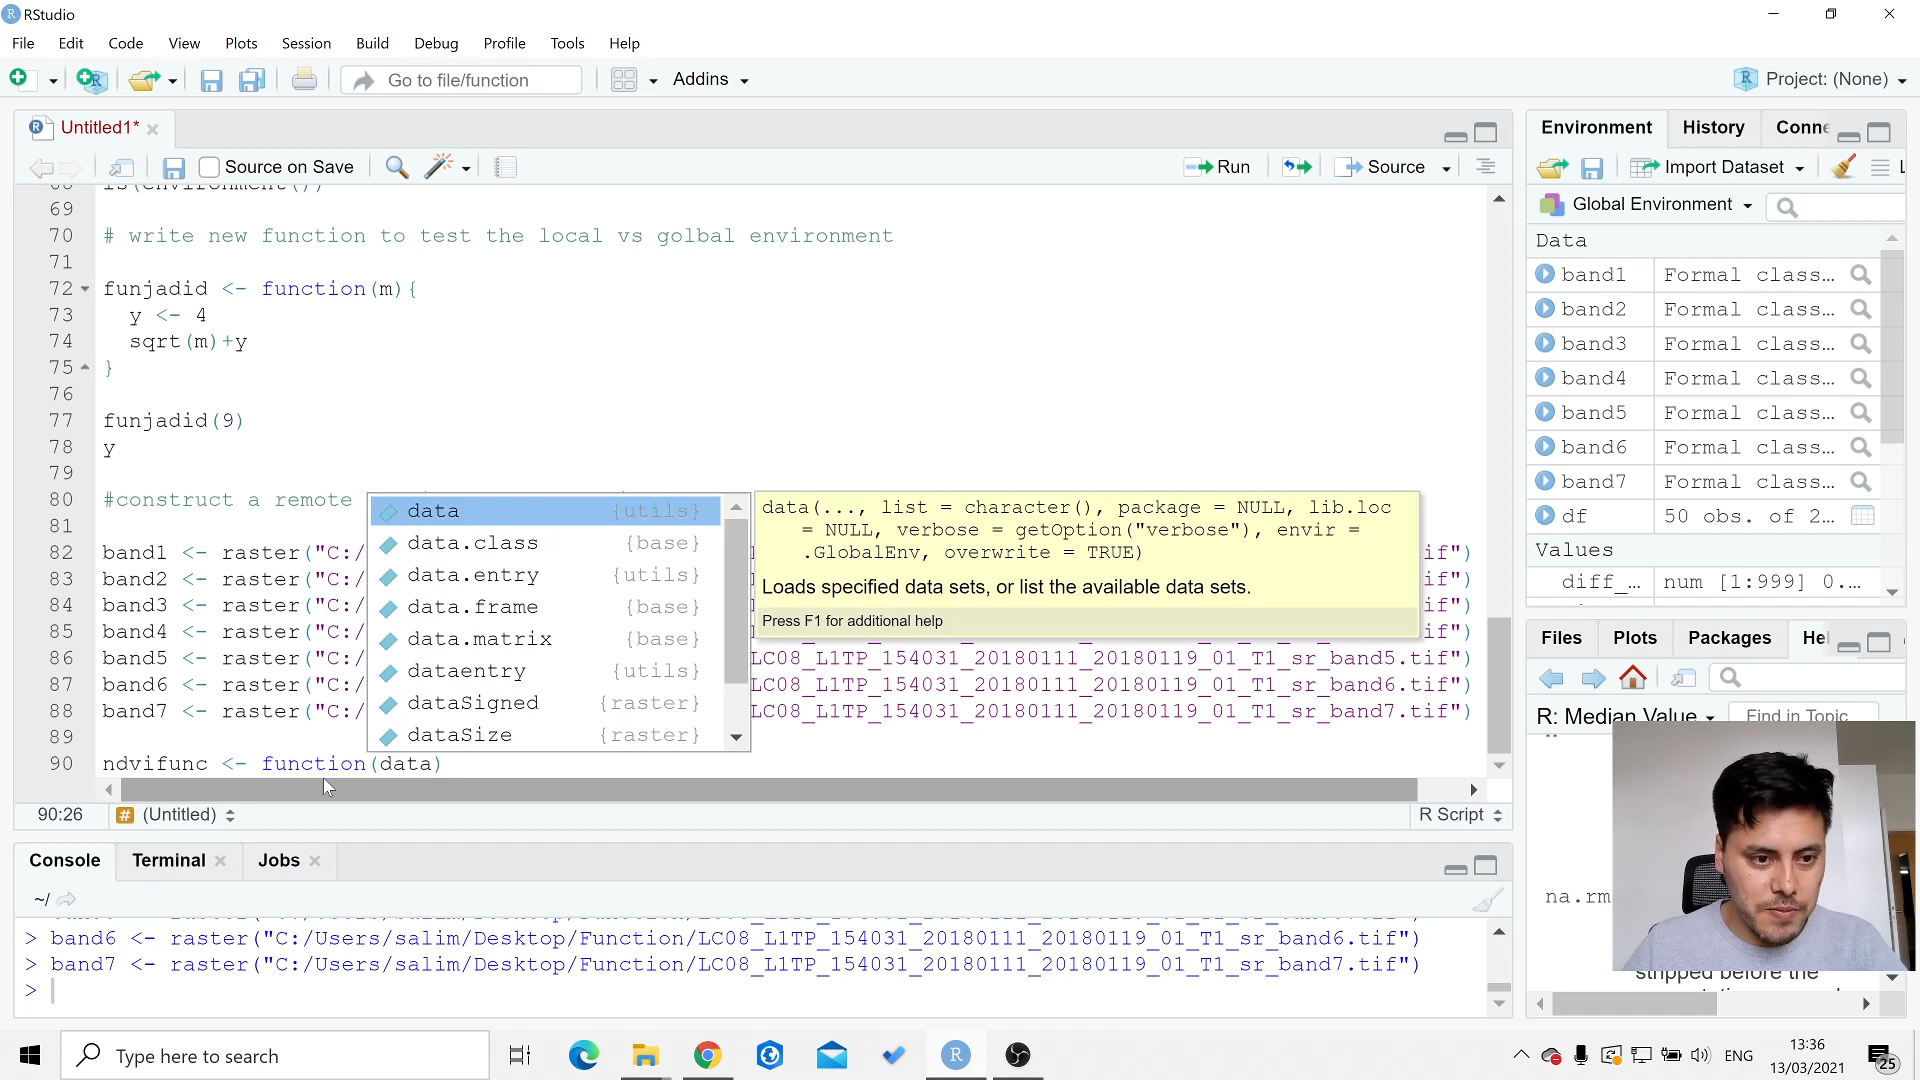 RStudio
File Edit Code View Plots Session Build Debug Profile Tools Help
Go to file/function Addins Project: (None)
Untitled1*
Source on Save Run Source
69
70 # write new function to test the local vs golbal environment
71
72 funjadid <- function(m){
73 y <- 4
74 sqrt(m)+y
75 }
76
77 funjadid(9)
78 y
79
80 #construct a remote
81
82 band1 <- raster("C:/ if")
83 band2 <- raster("C:/ if")
84 band3 <- raster("C:/ if")
85 band4 <- raster("C:/ if")
86 band5 <- raster("C:/ LC08_L1TP_154031_20180111_20180119_01_T1_sr_band5.tif")
87 band6 <- raster("C:/ LC08_L1TP_154031_20180111_20180119_01_T1_sr_band6.tif")
88 band7 <- raster("C:/ LC08_L1TP_154031_20180111_20180119_01_T1_sr_band7.tif")
89
90 ndvifunc <- function(data)
data {utils}
data.class {base}
data.entry {utils}
data.frame {base}
data.matrix {base}
dataentry {utils}
dataSigned {raster}
dataSize {raster}
data(..., list = character(), package = NULL, lib.loc
= NULL, verbose = getOption("verbose"), envir =
.GlobalEnv, overwrite = TRUE)
Loads specified data sets, or list the available data sets.
Press F1 for additional help
90:26 # (Untitled) R Script
Console Terminal Jobs
~/
> band6 <- raster("C:/Users/salim/Desktop/Function/LC08_L1TP_154031_20180111_20180119_01_T1_sr_band6.tif")
> band7 <- raster("C:/Users/salim/Desktop/Function/LC08_L1TP_154031_20180111_20180119_01_T1_sr_band7.tif")
>
Environment History Conne
Import Dataset L
Global Environment
Data
band1 Formal class...
band2 Formal class...
band3 Formal class...
band4 Formal class...
band5 Formal class...
band6 Formal class...
band7 Formal class...
df 50 obs. of 2...
Values
diff_... num [1:999] 0....
Files Plots Packages Hel
R: Median Value Find in Topic
na.rm
stripped before the
Type here to search
ENG
13:36
13/03/2021
25